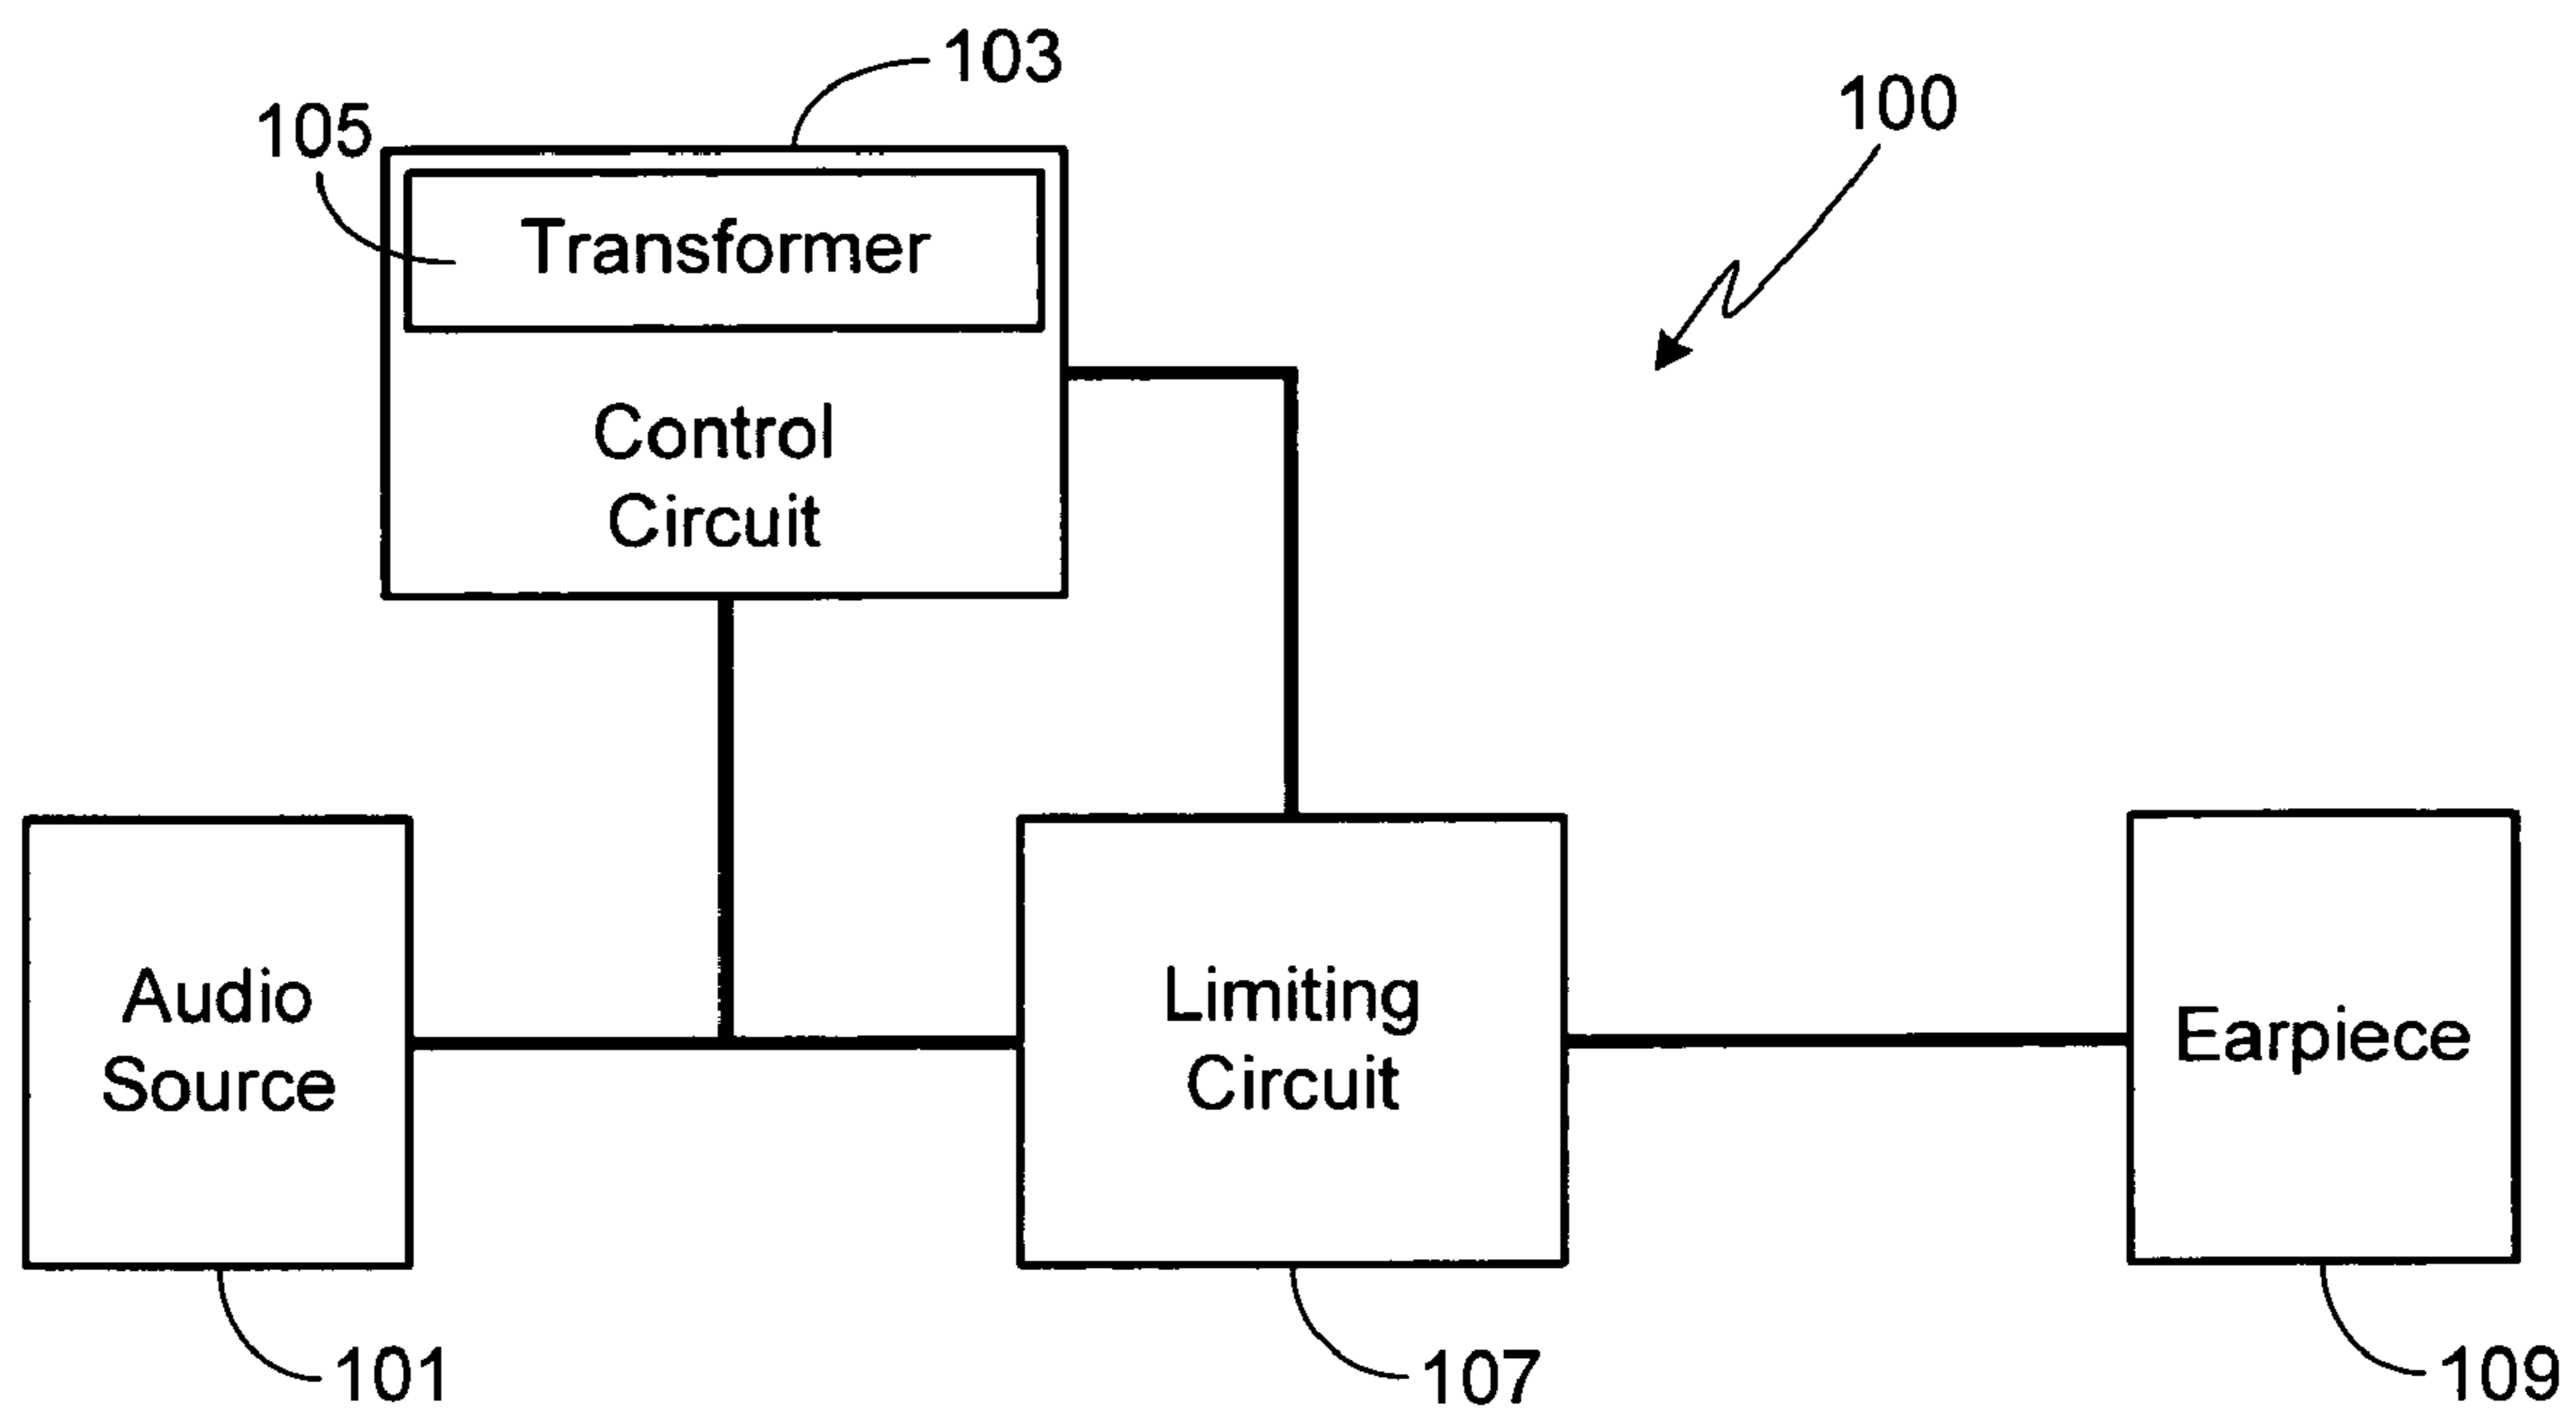 103
100
105
Transformer
Control
Circuit
Audio
Source
Limiting
Circuit
Earpiece
101
107
109